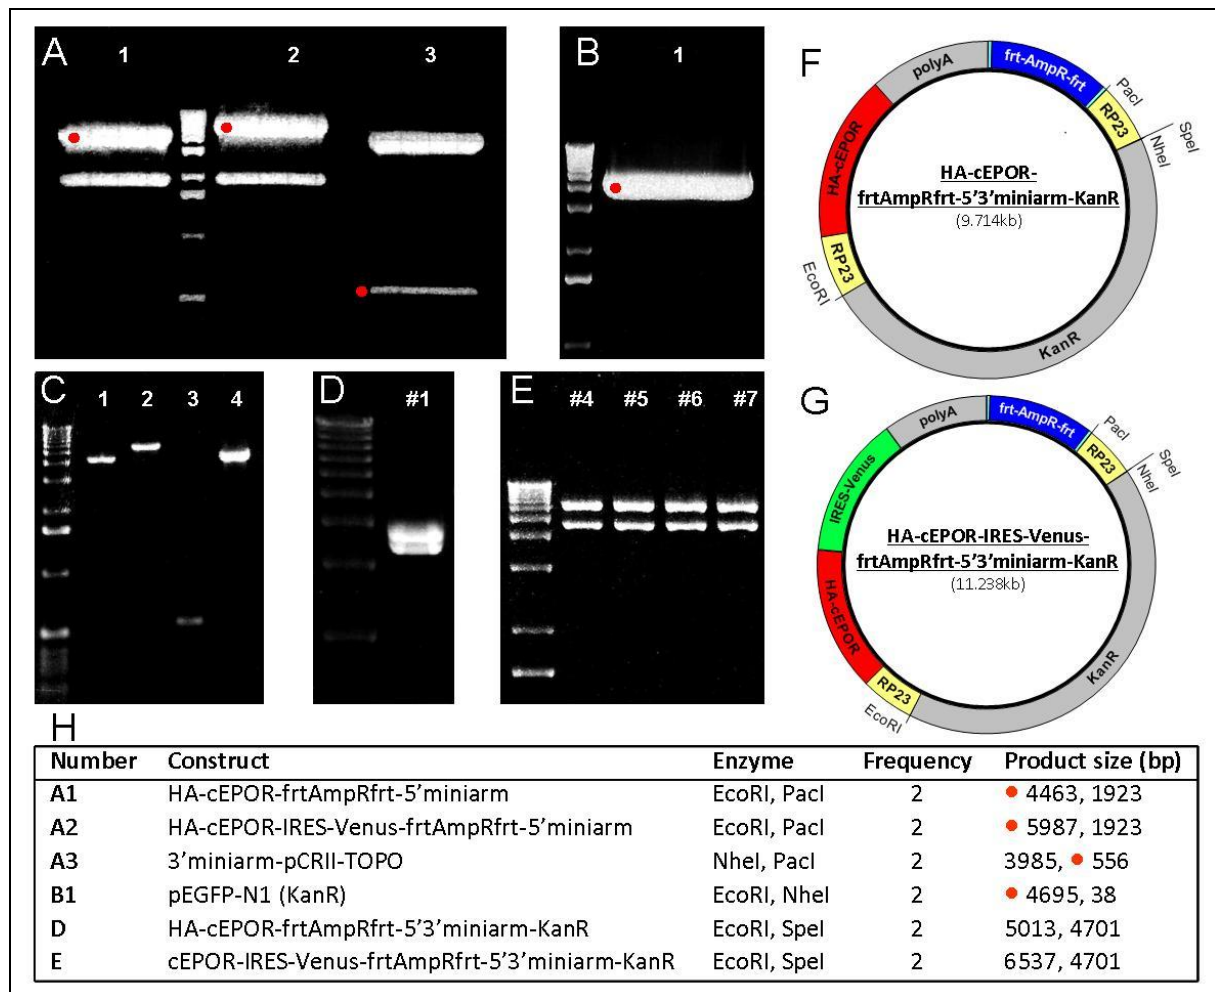 A
1
2
3
B
1
C
1
2
3
4
D
#1
E
#4
#5
#6
#7
F
polyA
frt-AmpR-frt
PacI
RP23
SpeI
NheI
HA-cEPOR
RP23
EcoRI
KanR
HA-cEPOR-
frtAmpRfrt-5'3'miniarm-KanR
(9.714kb)
G
polyA
frt-AmpR-frt
PacI
RP23
SpeI
NheI
IRES-Venus
HA-cEPOR
RP23
EcoRI
KanR
HA-cEPOR-IRES-Venus-
frtAmpRfrt-5'3'miniarm-KanR
(11.238kb)
H
Number Construct Enzyme Frequency Product size (bp)
A1 HA-cEPOR-frtAmpRfrt-5'miniarm EcoRI, PacI 2 • 4463, 1923
A2 HA-cEPOR-IRES-Venus-frtAmpRfrt-5'miniarm EcoRI, PacI 2 • 5987, 1923
A3 3'miniarm-pCRII-TOPO NheI, PacI 2 3985, • 556
B1 pEGFP-N1 (KanR) EcoRI, NheI 2 • 4695, 38
D HA-cEPOR-frtAmpRfrt-5'3'miniarm-KanR EcoRI, SpeI 2 5013, 4701
E cEPOR-IRES-Venus-frtAmpRfrt-5'3'miniarm-KanR EcoRI, SpeI 2 6537, 4701